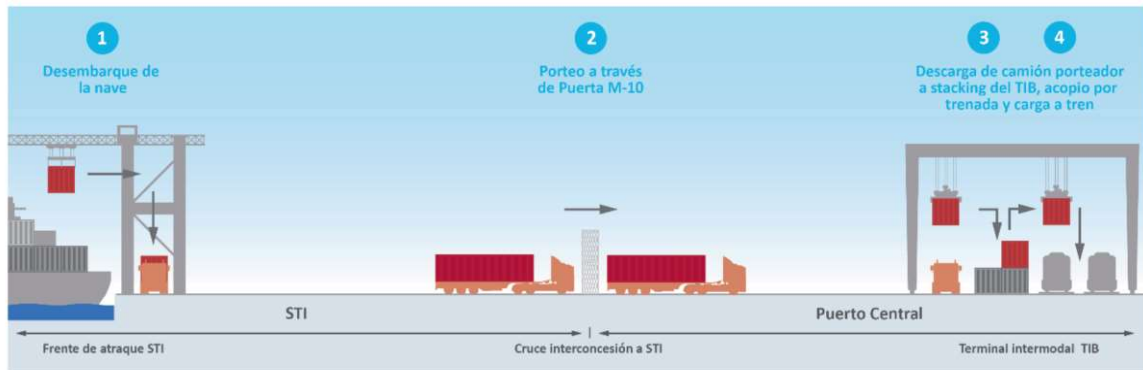 1
Desembarque de
la nave
2
Porteo a través
de Puerta M-10
3 4
Descarga de camión porteador
a stacking del TIB, acopio por
trenada y carga a tren
STI
Puerto Central
Frente de atraque STI
Cruce interconcesión a STI
Terminal intermodal TIB